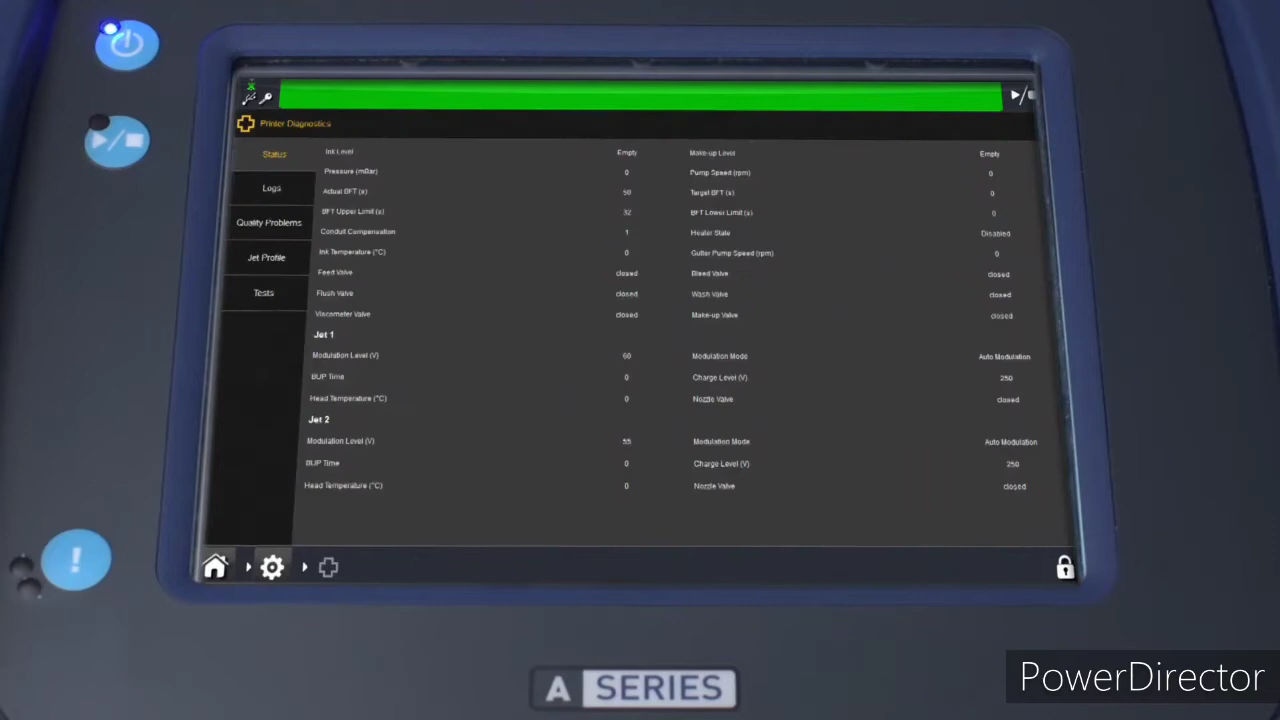 Printer Diagnostics
Status
Logs
Quality Problems
Jet Profile
Tests
Ink Level Empty Make-up Level Empty
Pressure (mBar) 0 Pump Speed (rpm) 0
Actual BFT (s) 50 Target BFT (s) 0
BFT Upper Limit (s) 32 BFT Lower Limit (s) 0
Conduit Compensation 1 Heater State Disabled
Ink Temperature (°C) 0 Gutter Pump Speed (rpm) 0
Feed Valve closed Bleed Valve closed
Flush Valve closed Wash Valve closed
Viscometer Valve closed Make-up Valve closed
Jet 1
Modulation Level (V) 60 Modulation Mode Auto Modulation
BUP Time 0 Charge Level (V) 250
Head Temperature (°C) 0 Nozzle Valve closed
Jet 2
Modulation Level (V) 55 Modulation Mode Auto Modulation
BUP Time 0 Charge Level (V) 250
Head Temperature (°C) 0 Nozzle Valve closed
!
A SERIES
PowerDirector